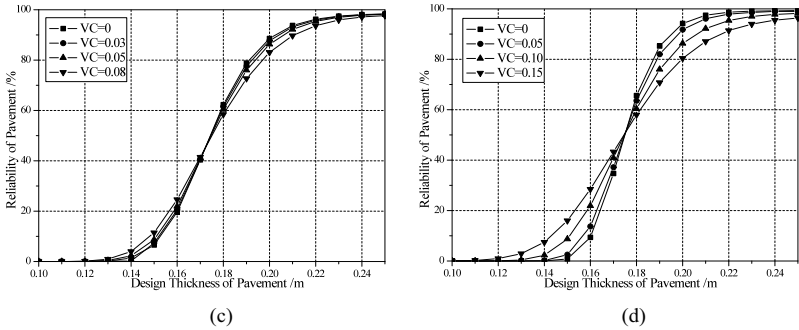 100
80
60
40
20
0
Reliability of Pavement /%
VC=0
VC=0.03
VC=0.05
VC=0.08
0.10 0.12 0.14 0.16 0.18 0.20 0.22 0.24
Design Thickness of Pavement /m
(c)
100
80
60
40
20
0
Reliability of Pavement /%
VC=0
VC=0.05
VC=0.10
VC=0.15
0.10 0.12 0.14 0.16 0.18 0.20 0.22 0.24
Design Thickness of Pavement /m
(d)